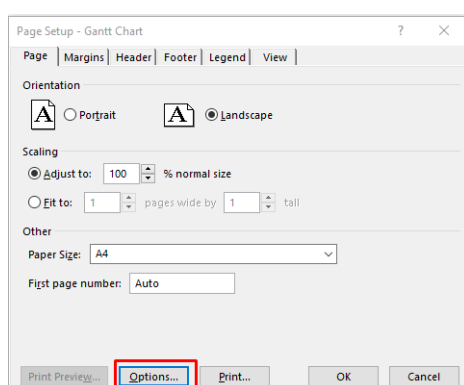 Page Setup - Gantt Chart ? ×
Page Margins Header Footer Legend View
Orientation
A Portrait A Landscape
Scaling
Adjust to: 100 % normal size
Fit to: 1 pages wide by 1 tall
Other
Paper Size: A4
First page number: Auto
Print Preview... Options... Print... OK Cancel